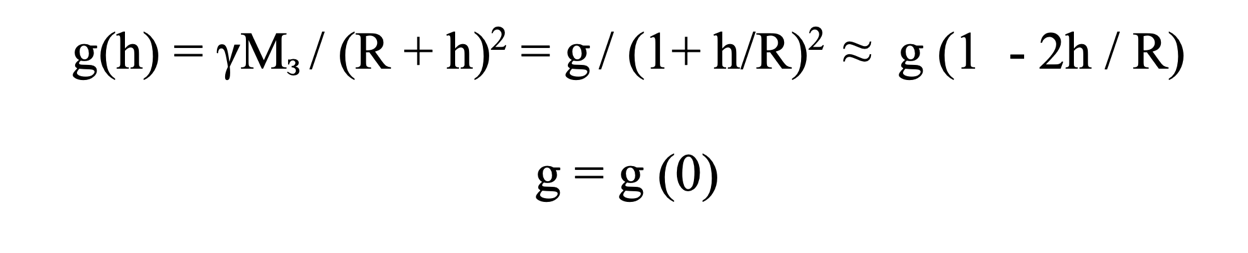 g(h) = γM₃ / (R + h)² = g / (1+ h/R)² ≈ g (1 - 2h / R)
g = g (0)